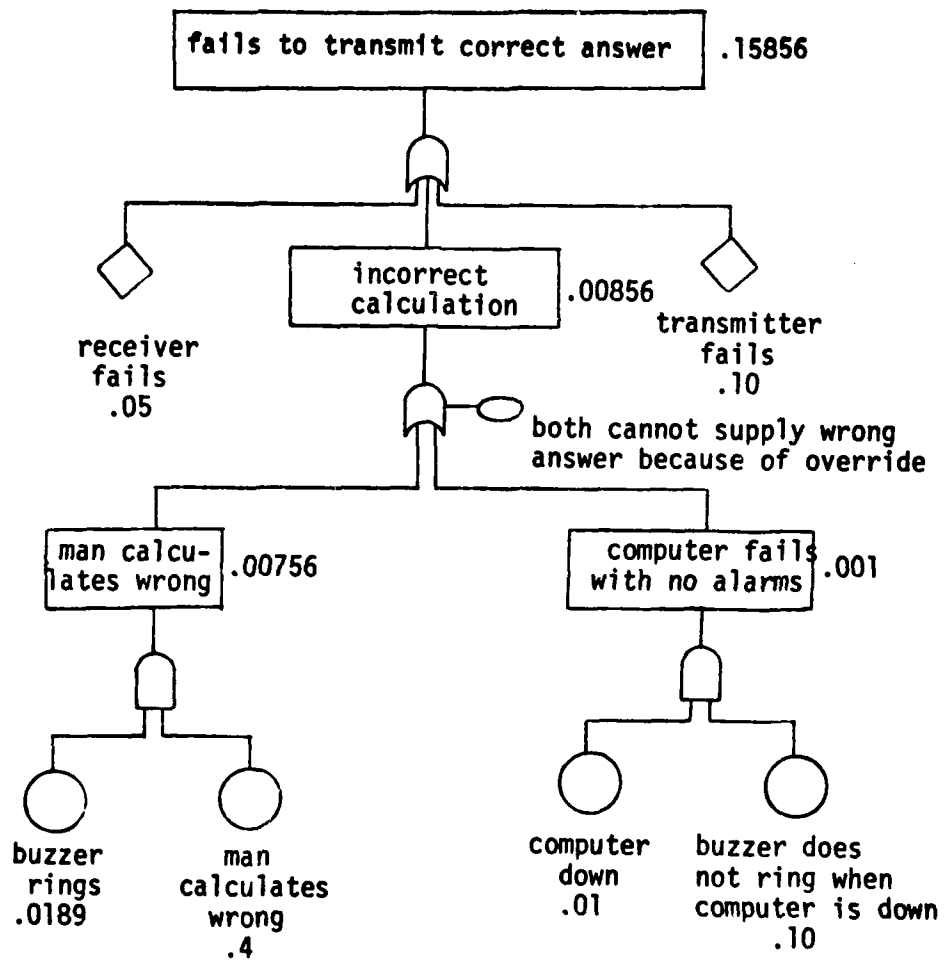 fails to transmit correct answer
.15856
incorrect
calculation
.00856
receiver
fails
.05
transmitter
fails
.10
both cannot supply wrong
answer because of override
man calcu-
lates wrong
.00756
computer fails
with no alarms
.001
buzzer
rings
.0189
man
calculates
wrong
.4
computer
down
.01
buzzer does
not ring when
computer is down
.10